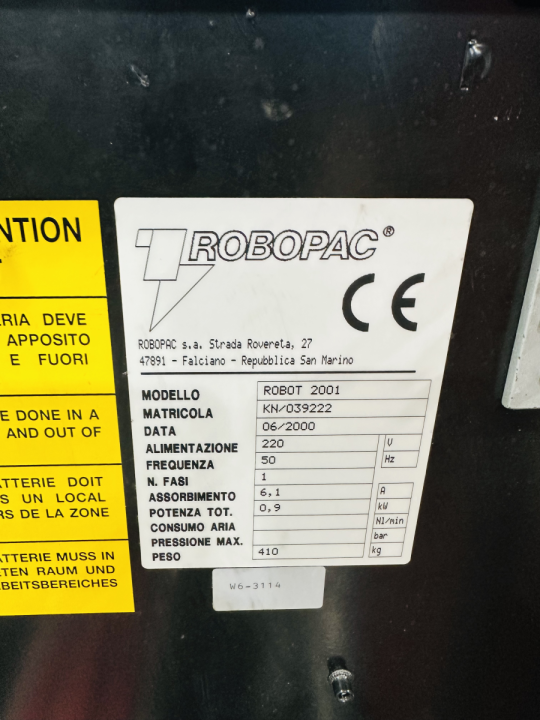 NTION
ERIA DEVE
APPOSITO
E FUORI
E DONE IN A
AND OUT OF
ATTERIE DOIT
S UN LOCAL
RS DE LA ZONE
ATTERIE MUSS IN
TEN RAUM UND
BEITSBEREICHES
ROBOPAC®
CE
ROBOPAC s.a. Strada Rovereta, 27
47891 - Falciano - Repubblica San Marino
MODELLO ROBOT 2001
MATRICOLA KN/039222
DATA 06/2000
ALIMENTAZIONE 220 V
FREQUENZA 50 Hz
N. FASI 1
ASSORBIMENTO 6,1 A
POTENZA TOT. 0,9 kW
CONSUMO ARIA Nl/min
PRESSIONE MAX. bar
PESO 410 kg
W6-3114